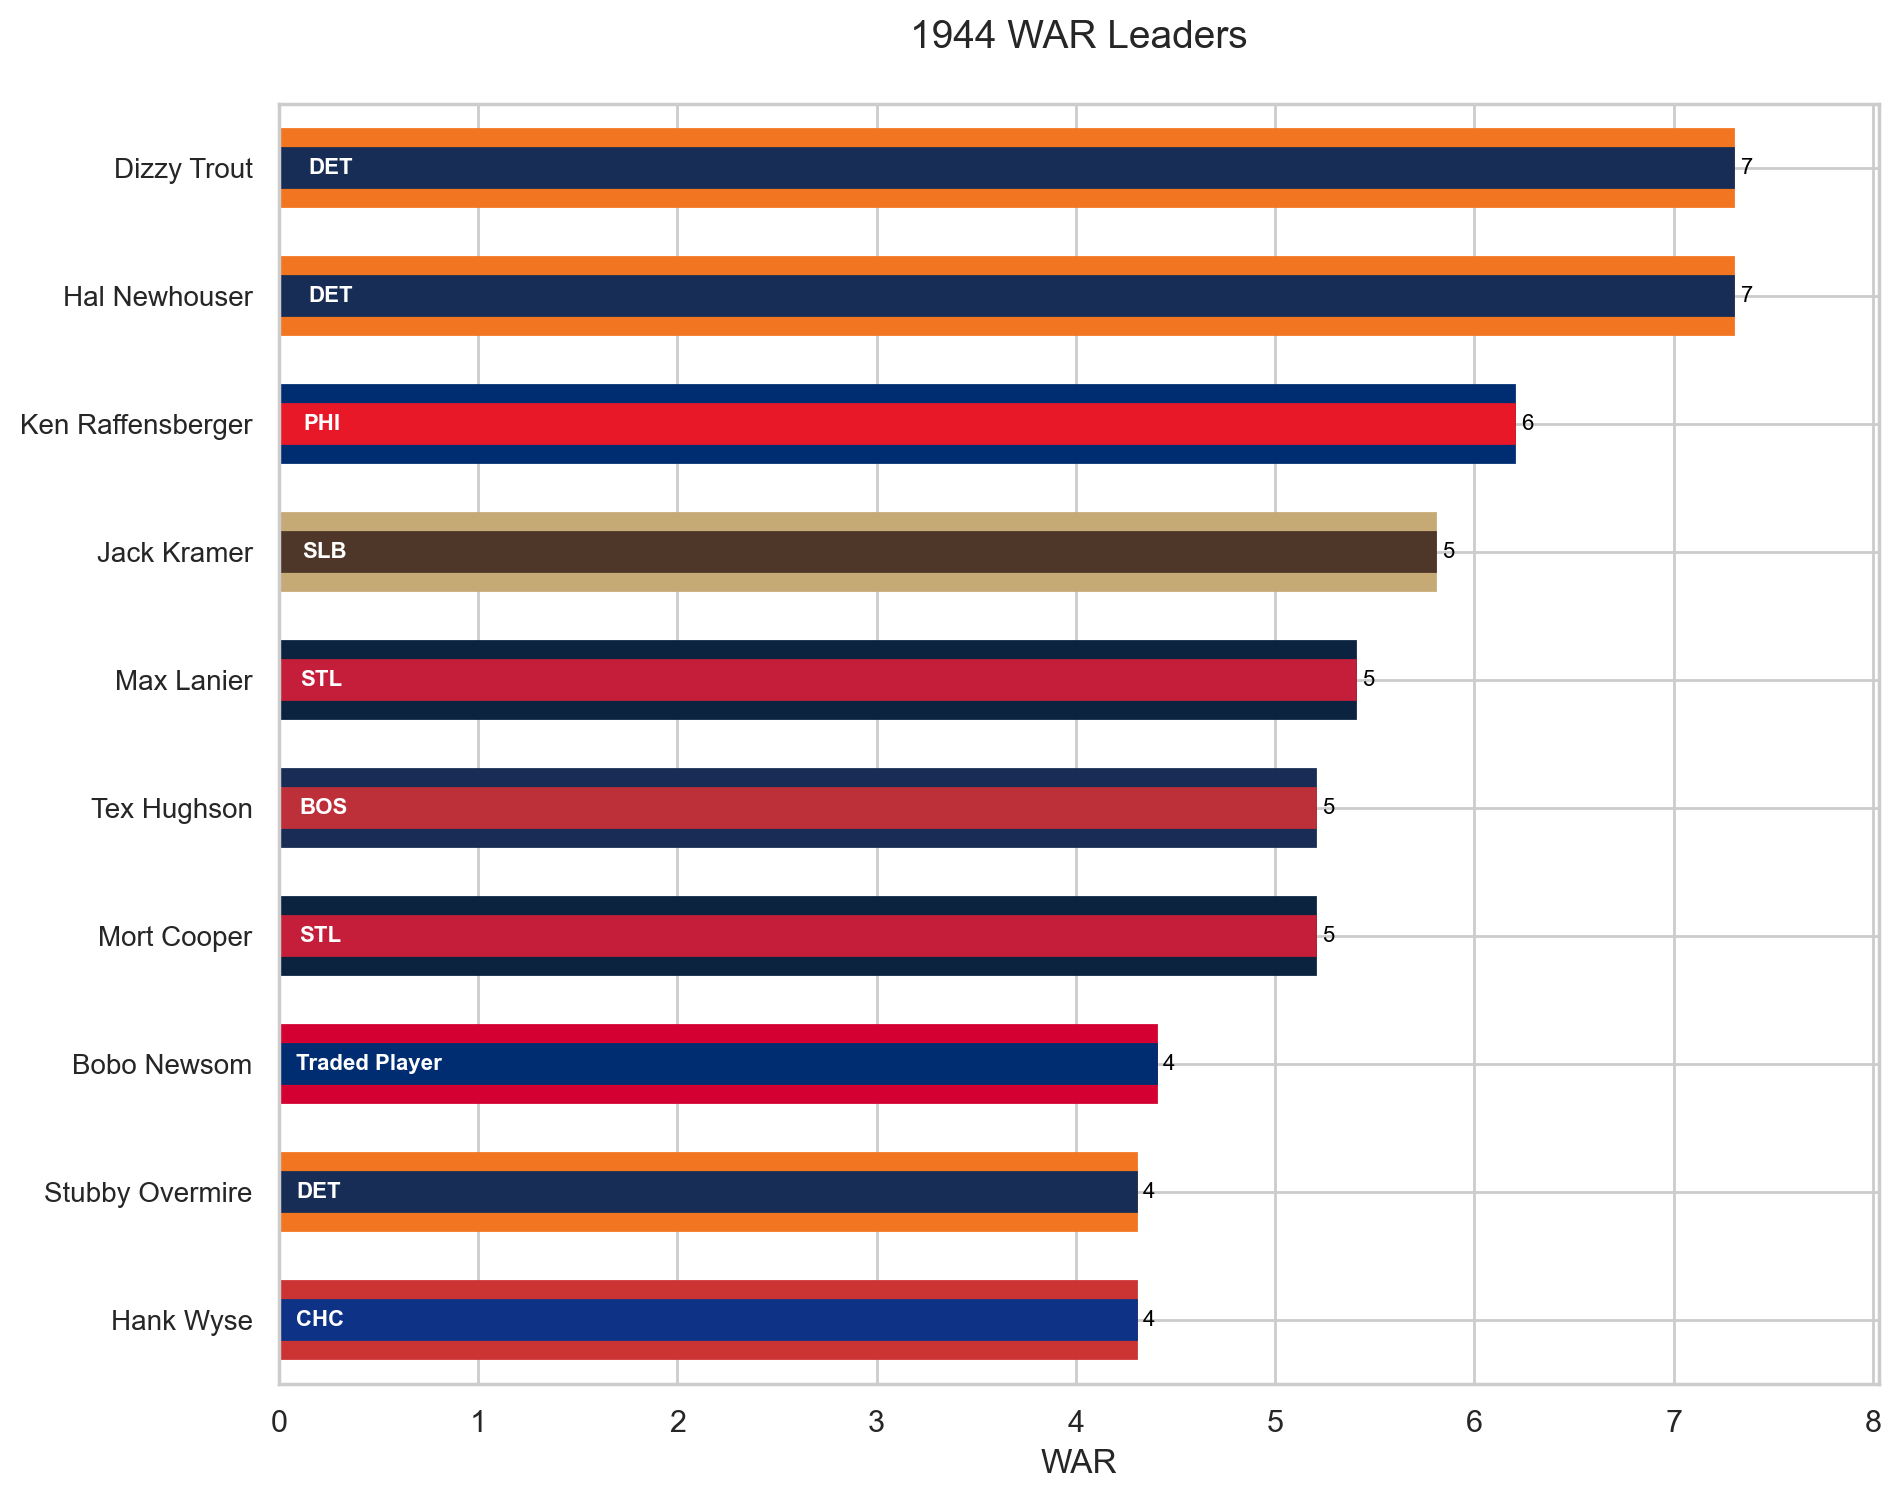 1944 WAR Leaders
Dizzy Trout DET 7
Hal Newhouser DET 7
Ken Raffensberger PHI 6
Jack Kramer SLB 5
Max Lanier STL 5
Tex Hughson BOS 5
Mort Cooper STL 5
Bobo Newsom Traded Player 4
Stubby Overmire DET 4
Hank Wyse CHC 4
0 1 2 3 4 5 6 7 8
WAR